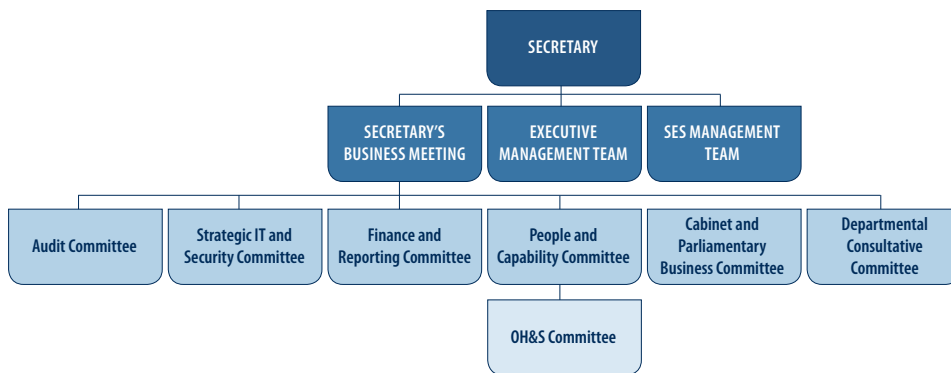 SECRETARY
SECRETARY'S
BUSINESS MEETING
EXECUTIVE
MANAGEMENT TEAM
SES MANAGEMENT
TEAM
Audit Committee
Strategic IT and
Security Committee
Finance and
Reporting Committee
People and
Capability Committee
Cabinet and
Parliamentary
Business Committee
Departmental
Consultative
Committee
OH&S Committee